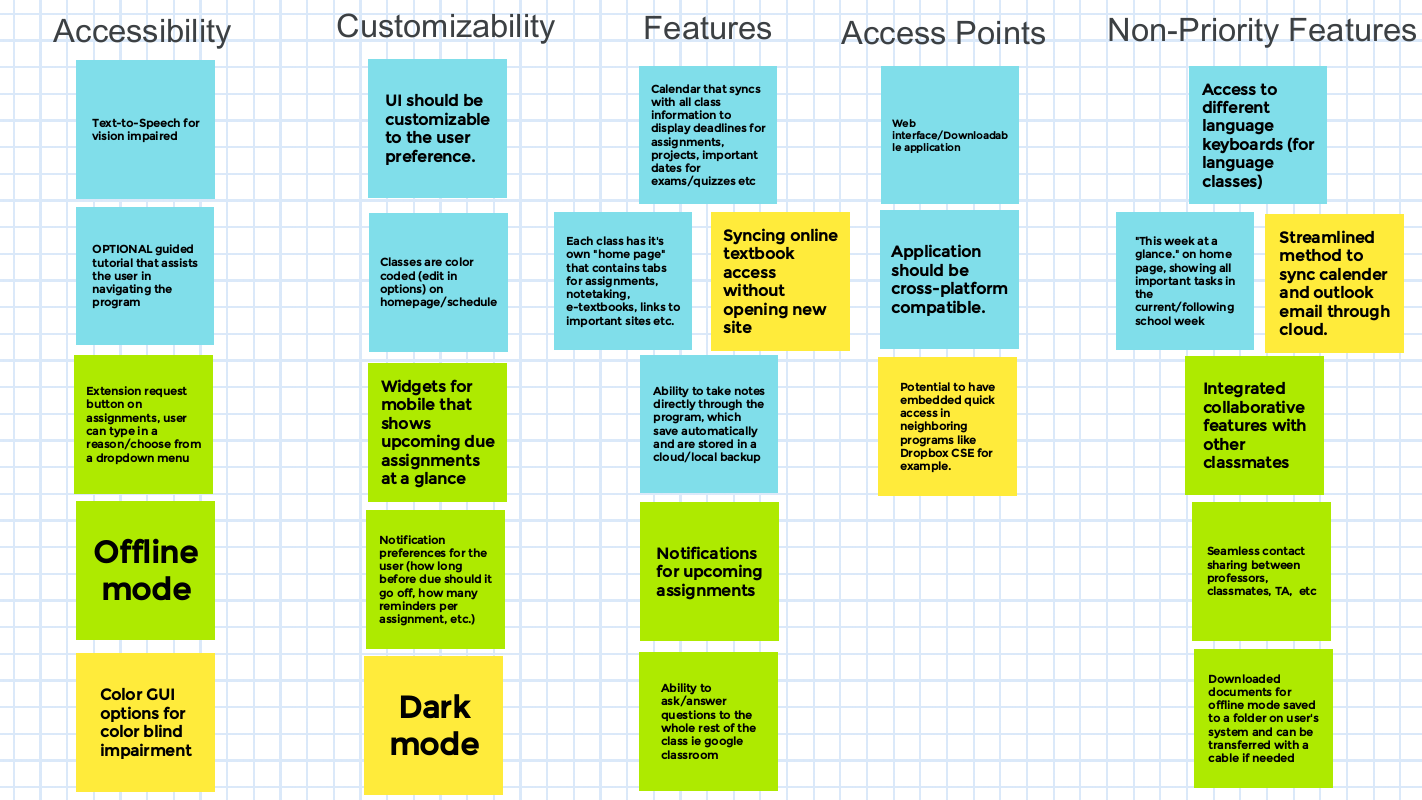 Accessibility
Customizability
Features
Access Points
Non-Priority Features
Text-to-Speech for
vision impaired
OPTIONAL guided
tutorial that assists
the user in
navigating the
program
Extension request
button on
assignments, user
can type in a
reason/choose from
a dropdown menu
Offline
mode
Color GUI
options for
color blind
impairment
UI should be
customizable
to the user
preference.
Classes are color
coded (edit in
options) on
homepage/schedule
Widgets for
mobile that
shows
upcoming due
assignments
at a glance
Notification
preferences for the
user (how long
before due should it
go off, how many
reminders per
assignment, etc.)
Dark
mode
Calendar that syncs
with all class
information to
display deadlines for
assignments,
projects, important
dates for
exams/quizzes etc
Each class has it's
own "home page"
that contains tabs
for assignments,
notetaking,
e-textbooks, links to
important sites etc.
Syncing online
textbook
access
without
opening new
site
Ability to take notes
directly through the
program, which
save automatically
and are stored in a
cloud/local backup
Notifications
for upcoming
assignments
Ability to
ask/answer
questions to the
whole rest of the
class ie google
classroom
Web
interface/Downloadab
le application
Application
should be
cross-platform
compatible.
Potential to have
embedded quick
access in
neighboring
programs like
Dropbox CSE for
example.
Access to
different
language
keyboards (for
language
classes)
"This week at a
glance." on home
page, showing all
important tasks in
the
current/following
school week
Streamlined
method to
sync calender
and outlook
email through
cloud.
Integrated
collaborative
features with
other
classmates
Seamless contact
sharing between
professors,
classmates, TA, etc
Downloaded
documents for
offline mode saved
to a folder on user's
system and can be
transferred with a
cable if needed